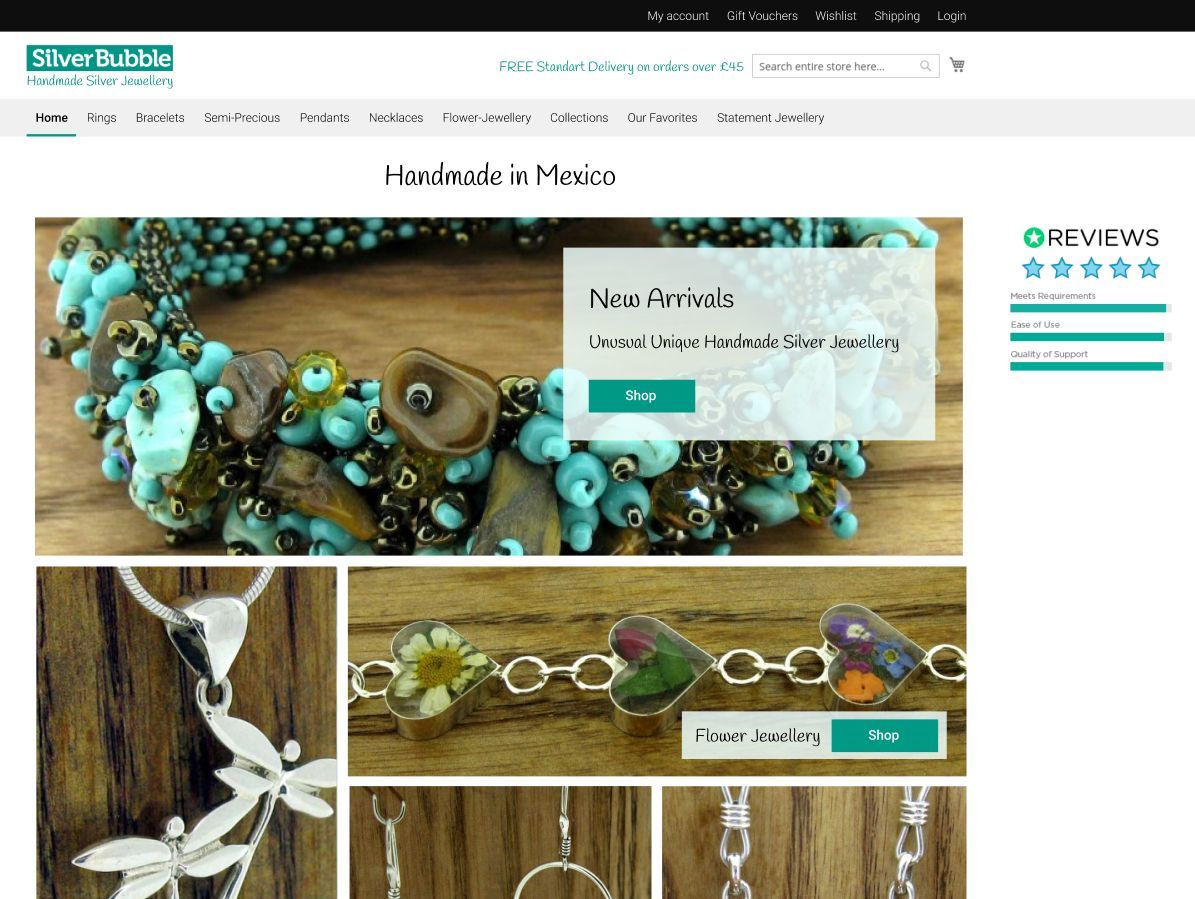 My account Gift Vouchers Wishlist Shipping Login
SilverBubble
Handmade Silver Jewellery
FREE Standart Delivery on orders over £45
Search entire store here...
Home Rings Bracelets Semi-Precious Pendants Necklaces Flower-Jewellery Collections Our Favorites Statement Jewellery
Handmade in Mexico
New Arrivals
Unusual Unique Handmade Silver Jewellery
Shop
REVIEWS
Meets Requirements
Ease of Use
Quality of Support
Flower Jewellery Shop